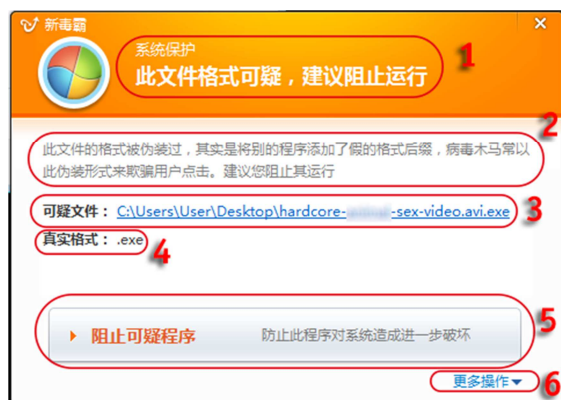 新毒霸
系统保护
此文件格式可疑，建议阻止运行
1
2
此文件的格式被伪装过，其实是将别的程序添加了假的格式后缀，病毒木马常以
此伪装形式来欺骗用户点击。建议您阻止其运行
可疑文件： C:\Users\User\Desktop\hardcore- -sex-video.avi.exe 3
真实格式： .exe 4
阻止可疑程序 防止此程序对系统造成进一步破坏 5
更多操作 6